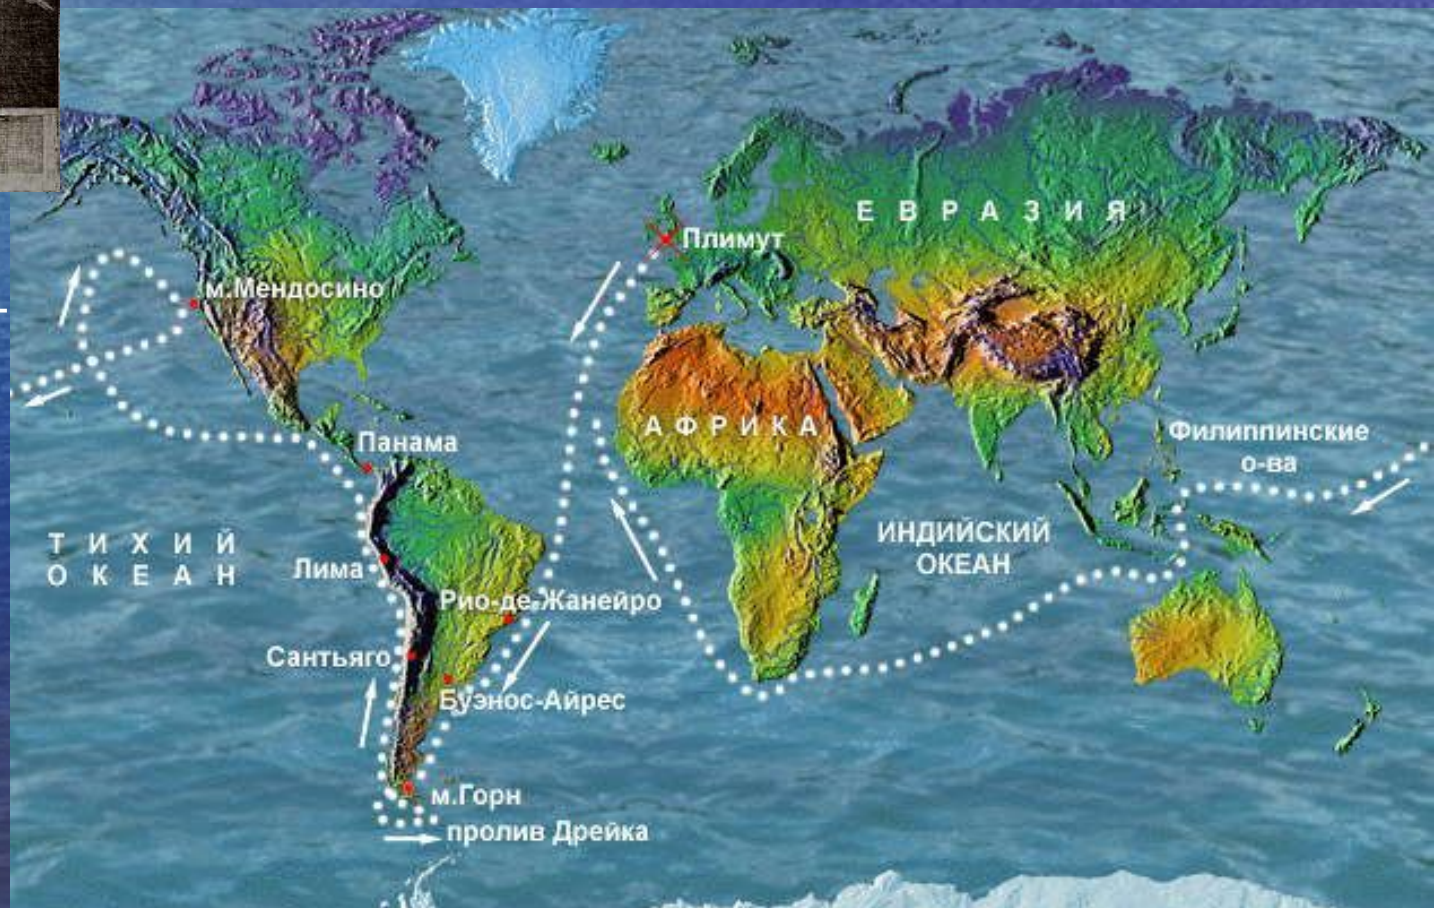 Е В Р А З И Я
Плимут
м.Мендосино
А Ф Р И К А
Панама
Филиппинские
о-ва
Т И Х И Й
О К Е А Н
ИНДИЙСКИЙ
ОКЕАН
Лима
Рио-де-Жанейро
Сантьяго
Буэнос-Айрес
м.Горн
пролив Дрейка